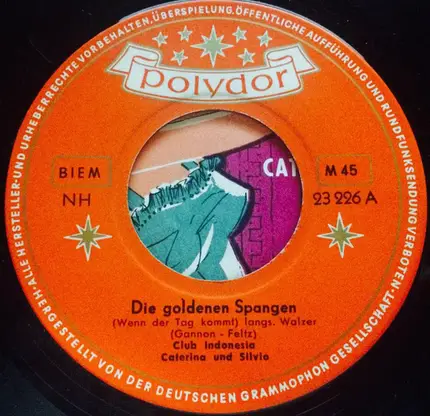 ·ALLE HERSTELLER-UND URHEBERRECHTE VORBEHALTEN, ÜBERSPIELUNG, ÖFFENTLICHE AUFFÜHRUNG UND RUNDFUNKSENDUNG VERBOTEN·
polydor
BIEM
NH
CAT
M 45
23 226 A
Die goldenen Spangen
(Wenn der Tag kommt) langs. Walzer
(Gannon - Feltz)
Club Indonesia
Caterina und Silvio
HERGESTELLT VON DER DEUTSCHEN GRAMMOPHON GESELLSCHAFT·